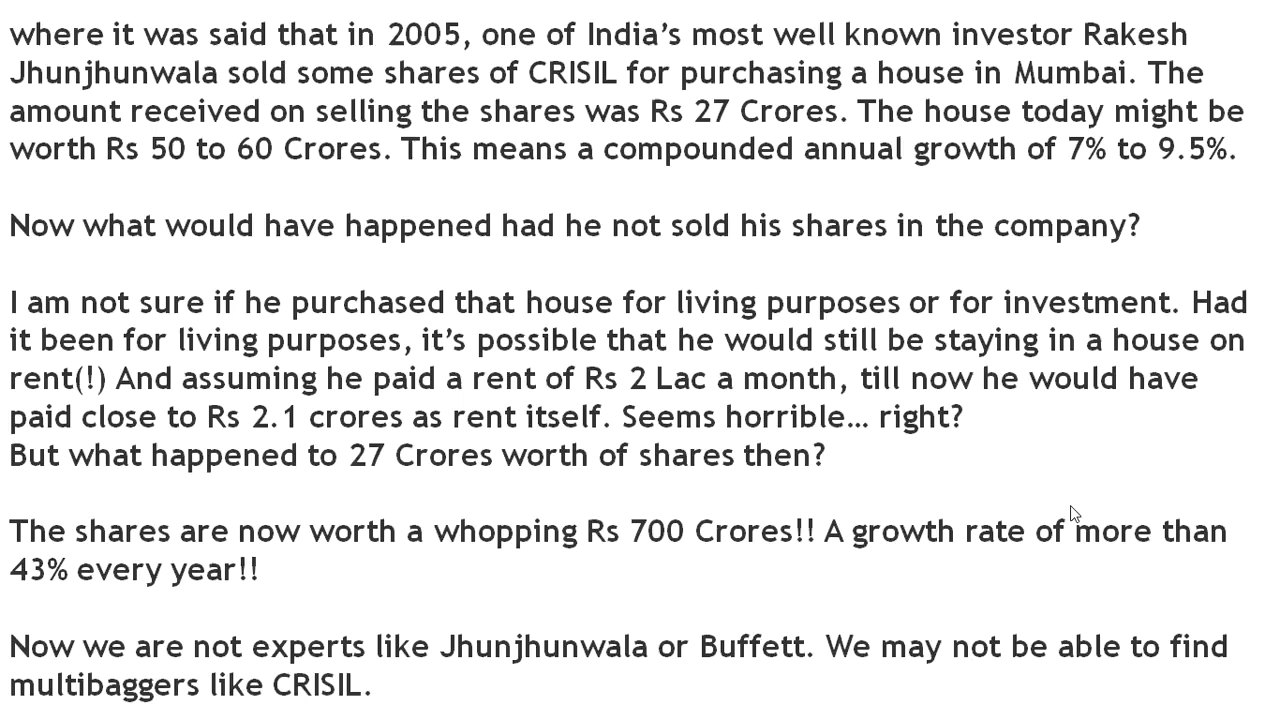 where it was said that in 2005, one of India’s most well known investor Rakesh
Jhunjhunwala sold some shares of CRISIL for purchasing a house in Mumbai. The
amount received on selling the shares was Rs 27 Crores. The house today might be
worth Rs 50 to 60 Crores. This means a compounded annual growth of 7% to 9.5%.
Now what would have happened had he not sold his shares in the company?
I am not sure if he purchased that house for living purposes or for investment. Had
it been for living purposes, it’s possible that he would still be staying in a house on
rent(!) And assuming he paid a rent of Rs 2 Lac a month, till now he would have
paid close to Rs 2.1 crores as rent itself. Seems horrible… right?
But what happened to 27 Crores worth of shares then?
The shares are now worth a whopping Rs 700 Crores!! A growth rate of more than
43% every year!!
Now we are not experts like Jhunjhunwala or Buffett. We may not be able to find
multibaggers like CRISIL.